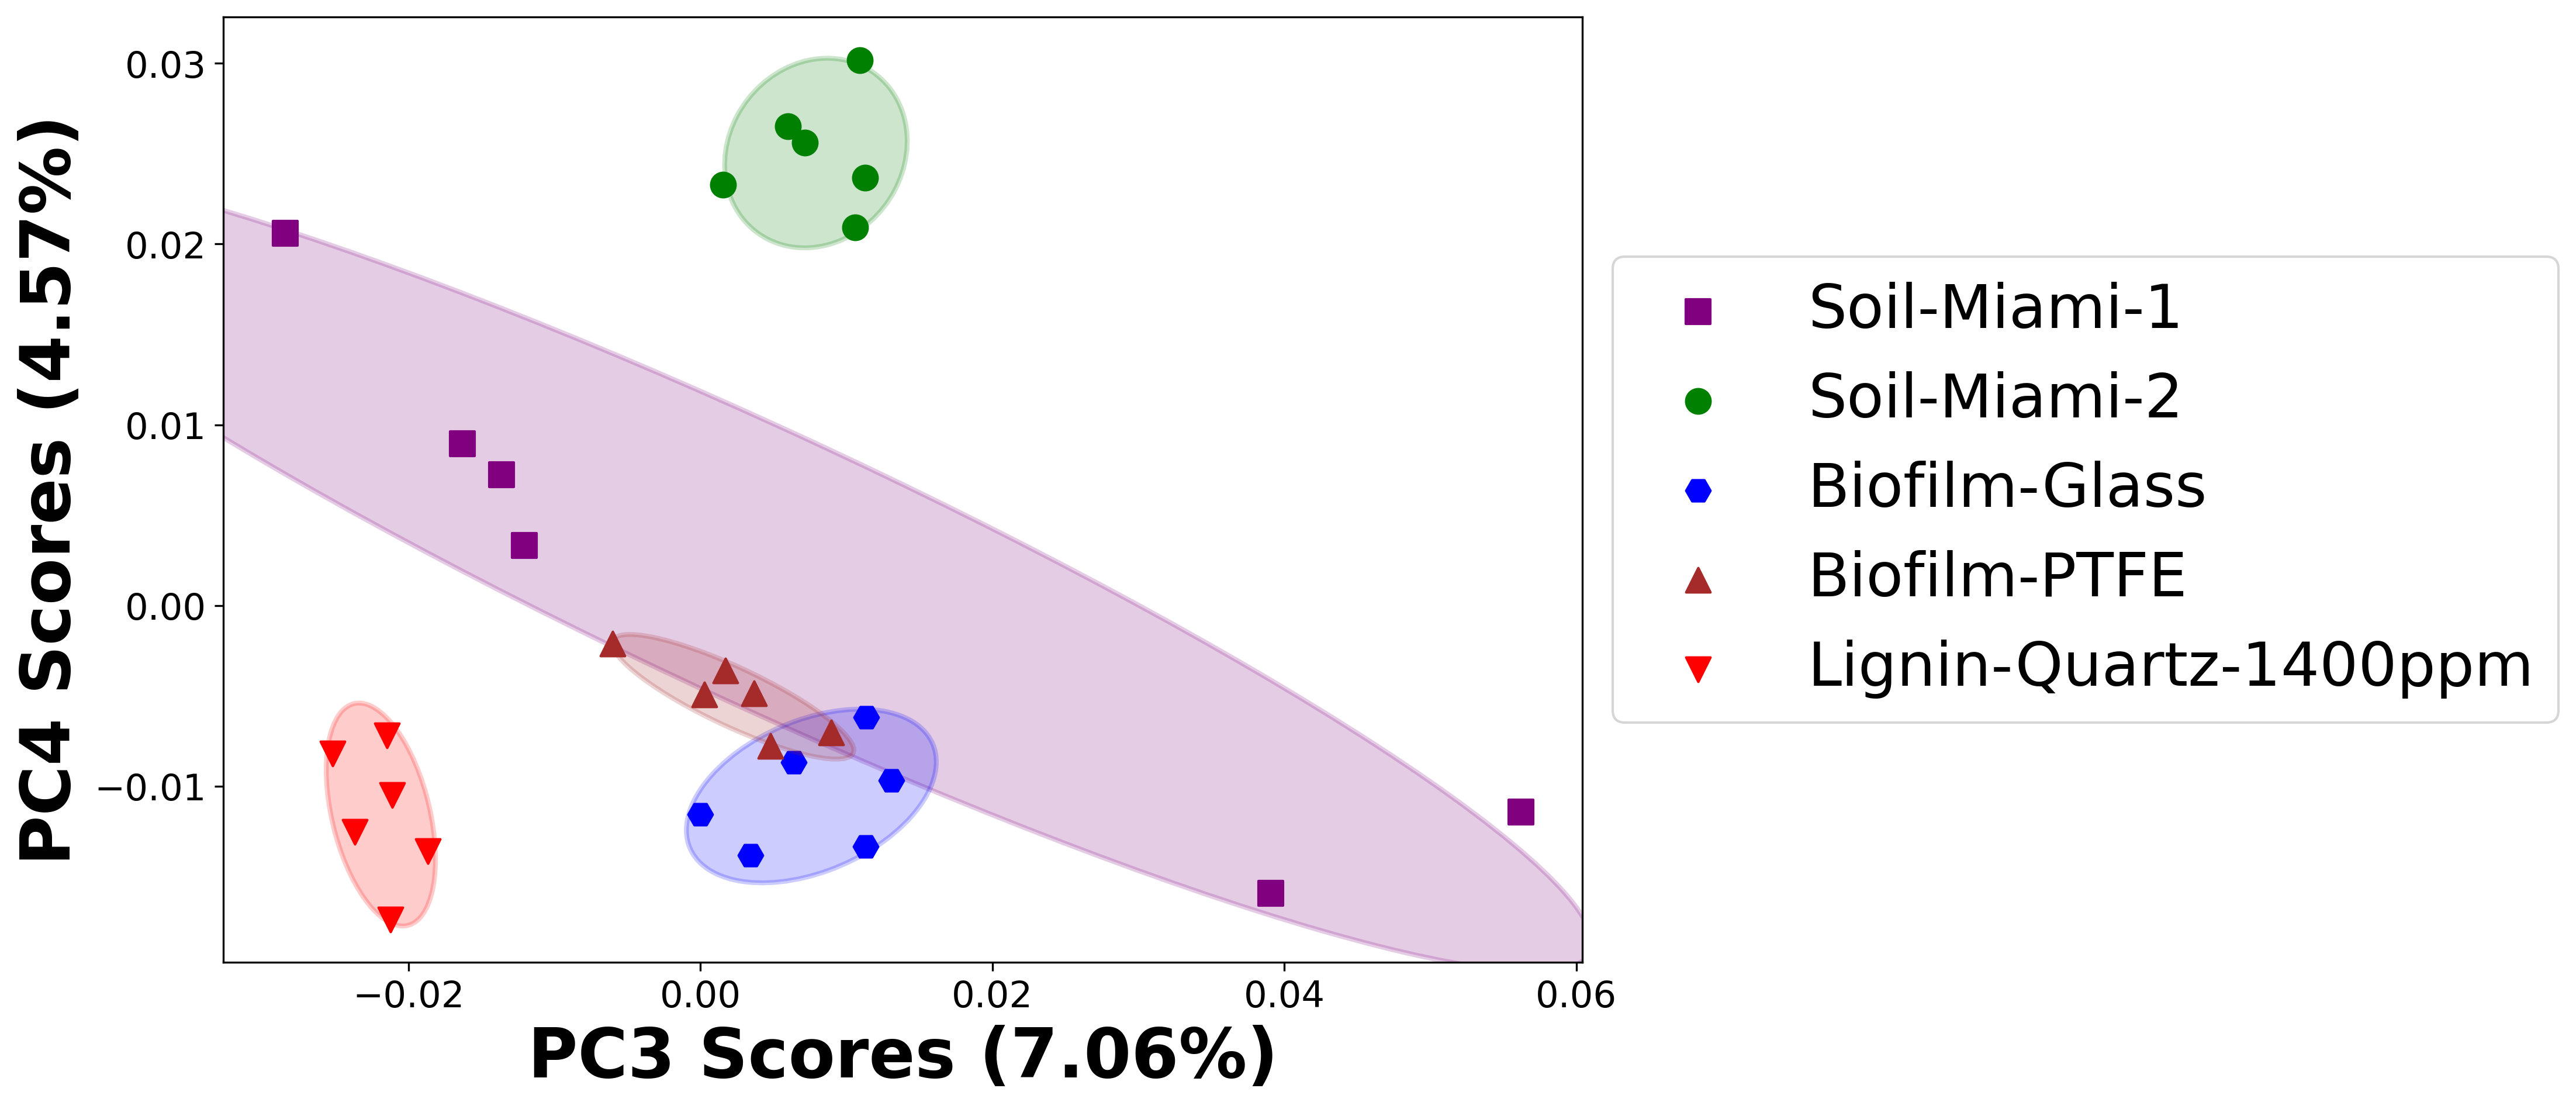 PC4 Scores (4.57%)
0.03
0.02
0.01
0.00
−0.01
−0.02
0.00
0.02
0.04
0.06
PC3 Scores (7.06%)
Soil-Miami-1
Soil-Miami-2
Biofilm-Glass
Biofilm-PTFE
Lignin-Quartz-1400ppm